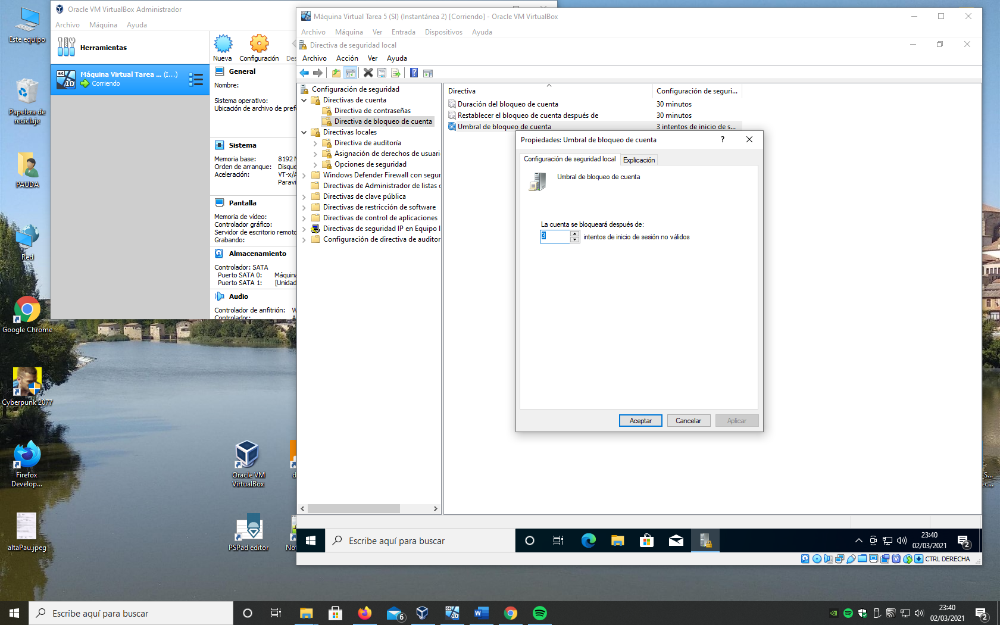 Este equipo
Papelera de
reciclaje
PAUDA
Red
Google Chrome
Cyberpunk 2077
Firefox
Develop...
altaPau.jpeg
Oracle VM
VirtualBox
PSPad editor
Oracle VM VirtualBox Administrador
Archivo Máquina Ayuda
Herramientas
Nueva Configuración
Máquina Virtual Tarea ... (I...)
Corriendo
General
Nombre:
Sistema operativo:
Ubicación de archivo de pref
Sistema
Memoria base: 8192
Orden de arranque: Disque
Aceleración: VT-x/A
Paravi
Pantalla
Memoria de vídeo:
Controlador gráfico:
Servidor de escritorio remoto
Grabando:
Almacenamiento
Controlador: SATA
Puerto SATA 0: Máquina
Puerto SATA 1: [Unidad
Audio
Controlador de anfitrión:
Controlador:
Máquina Virtual Tarea 5 (SI) (Instantánea 2) [Corriendo] - Oracle VM VirtualBox
Archivo Máquina Ver Entrada Dispositivos Ayuda
Directiva de seguridad local
Archivo Acción Ver Ayuda
Configuración de seguridad
Directivas de cuenta
Directiva de contraseñas
Directiva de bloqueo de cuenta
Directivas locales
Directiva de auditoría
Asignación de derechos de usuari
Opciones de seguridad
Windows Defender Firewall con segur
Directivas de Administrador de listas
Directivas de clave pública
Directivas de restricción de software
Directivas de control de aplicaciones
Directivas de seguridad IP en Equipo l
Configuración de directiva de auditor
Directiva Configuración de seguri...
Duración del bloqueo de cuenta 30 minutos
Restablecer el bloqueo de cuenta después de 30 minutos
Umbral de bloqueo de cuenta 3 intentos de inicio de s...
Propiedades: Umbral de bloqueo de cuenta ?
Configuración de seguridad local Explicación
Umbral de bloqueo de cuenta
La cuenta se bloqueará después de:
3 intentos de inicio de sesión no válidos
Aceptar Cancelar Aplicar
Escribe aquí para buscar
23:40
02/03/2021
2
CTRL DERECHA
Escribe aquí para buscar
6
23:40
02/03/2021
2